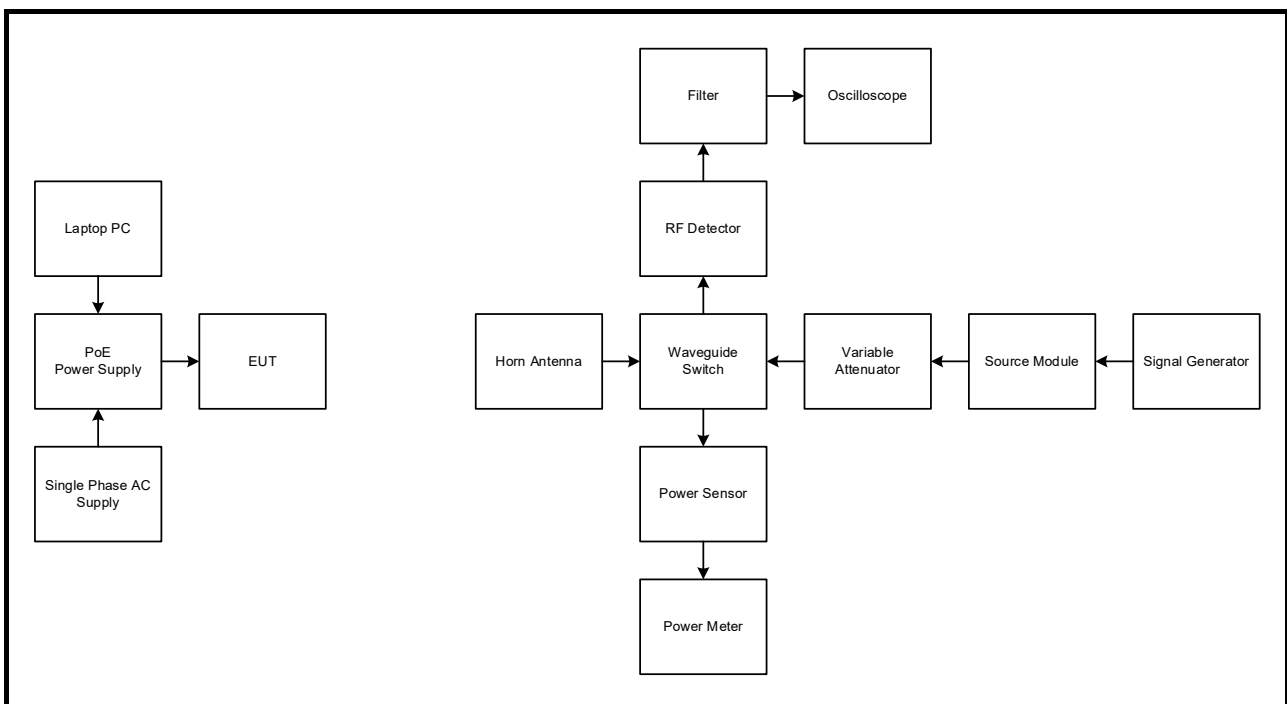 Filter
Oscilloscope
Laptop PC
RF Detector
PoE
Power Supply
EUT
Horn Antenna
Waveguide
Switch
Variable
Attenuator
Source Module
Signal Generator
Single Phase AC
Supply
Power Sensor
Power Meter